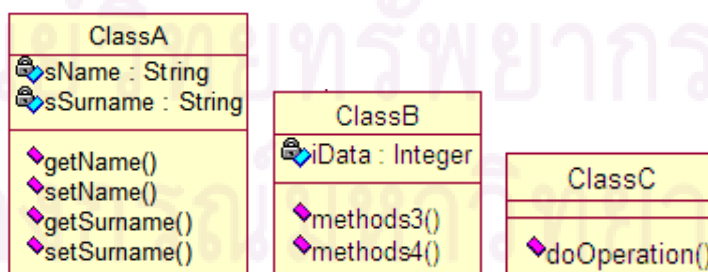 ClassA
sName : String
sSurname : String
getName()
setName()
getSurname()
setSurname()
ClassB
iData : Integer
methods3()
methods4()
ClassC
doOperation()